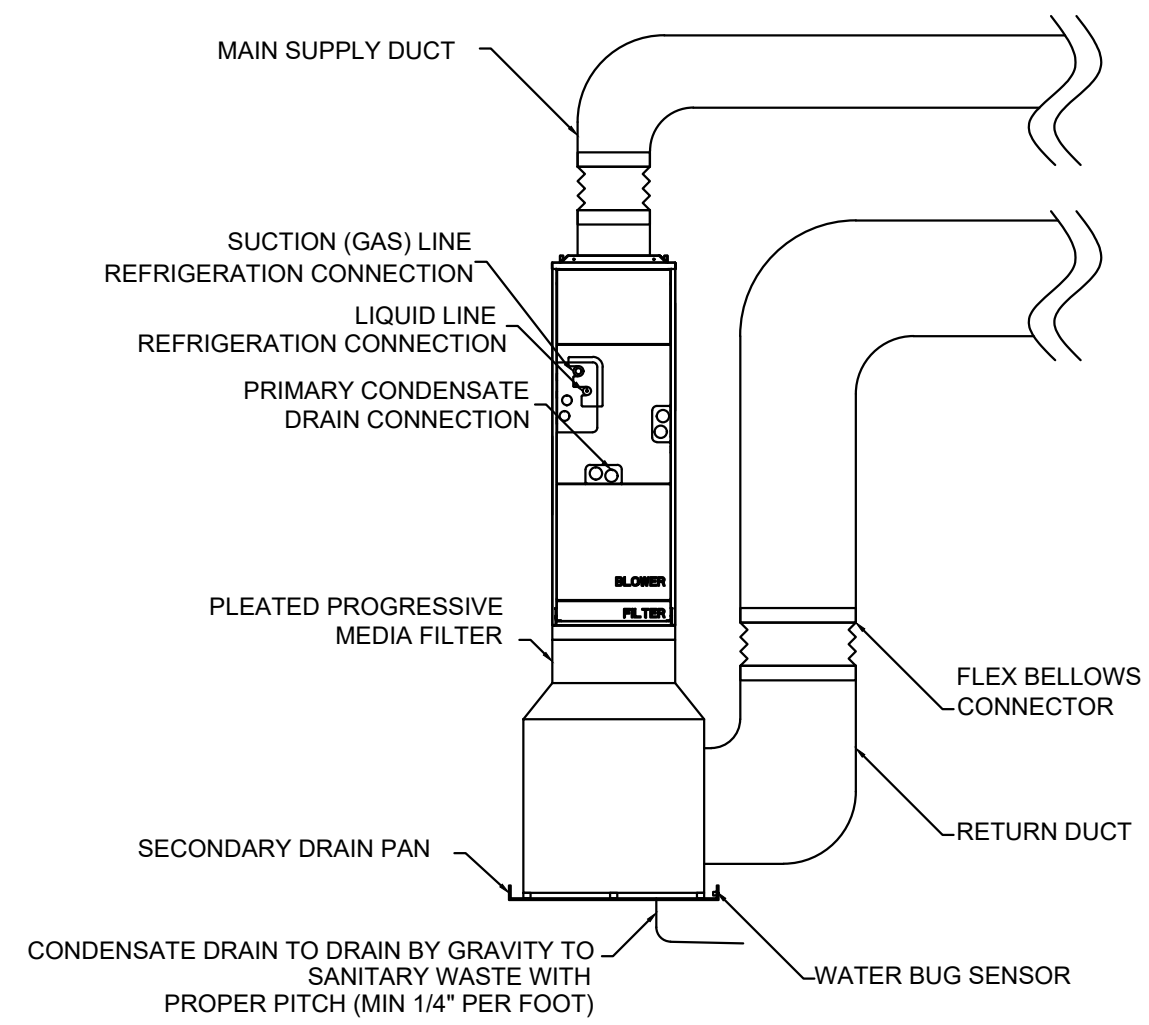 MAIN SUPPLY DUCT
SUCTION (GAS) LINE
REFRIGERATION CONNECTION
LIQUID LINE
REFRIGERATION CONNECTION
PRIMARY CONDENSATE
DRAIN CONNECTION
BLOWER
FILTER
PLEATED PROGRESSIVE
MEDIA FILTER
FLEX BELLOWS
CONNECTOR
RETURN DUCT
SECONDARY DRAIN PAN
CONDENSATE DRAIN TO DRAIN BY GRAVITY TO
SANITARY WASTE WITH
PROPER PITCH (MIN 1/4" PER FOOT)
WATER BUG SENSOR